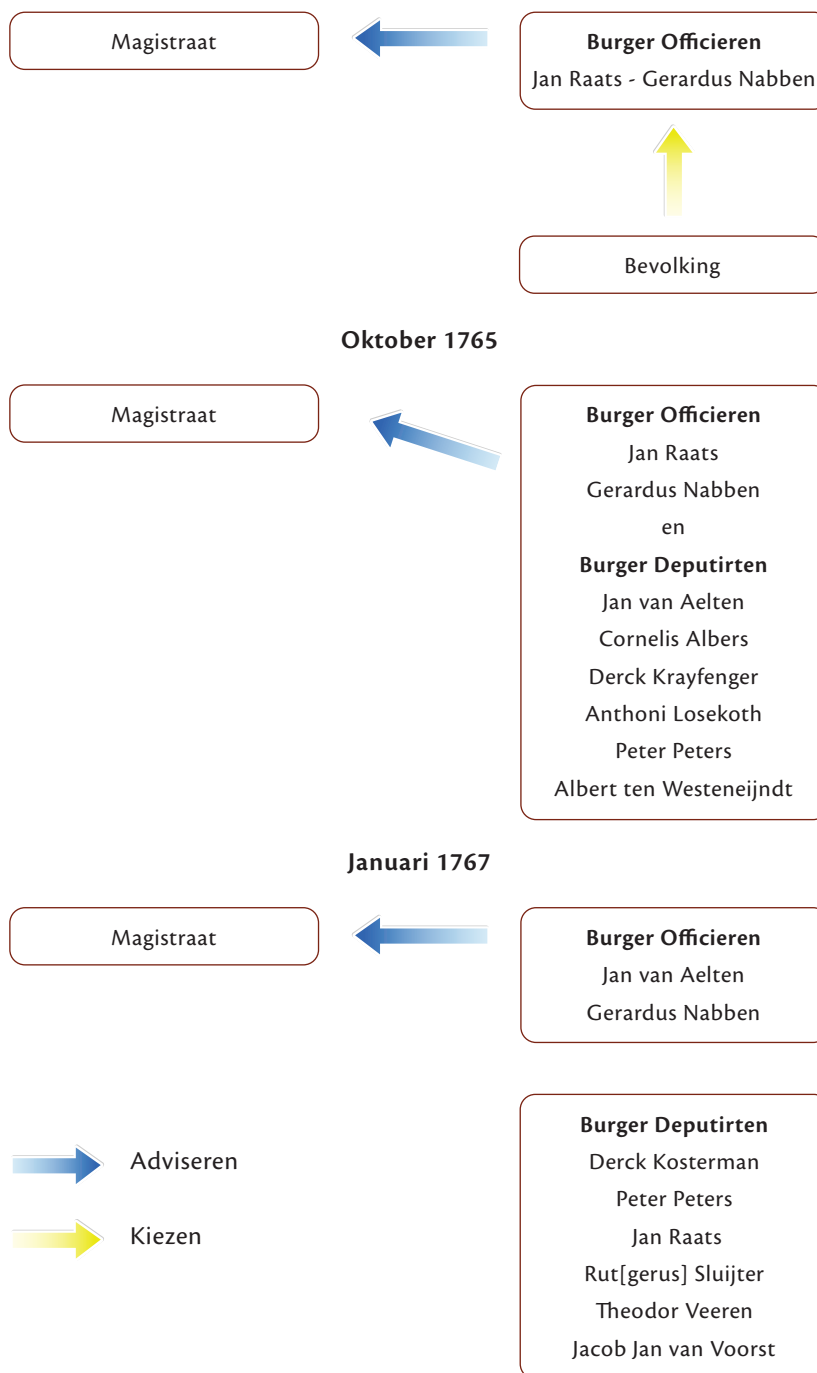 Magistraat
Burger Officieren
Jan Raats - Gerardus Nabben
Bevolking
Oktober 1765
Magistraat
Burger Officieren
Jan Raats
Gerardus Nabben
en
Burger Deputirten
Jan van Aelten
Cornelis Albers
Derck Krayfenger
Anthoni Losekoth
Peter Peters
Albert ten Westeneijndt
Januari 1767
Magistraat
Burger Officieren
Jan van Aelten
Gerardus Nabben
Adviseren
Kiezen
Burger Deputirten
Derck Kosterman
Peter Peters
Jan Raats
Rut[gerus] Sluijter
Theodor Veeren
Jacob Jan van Voorst